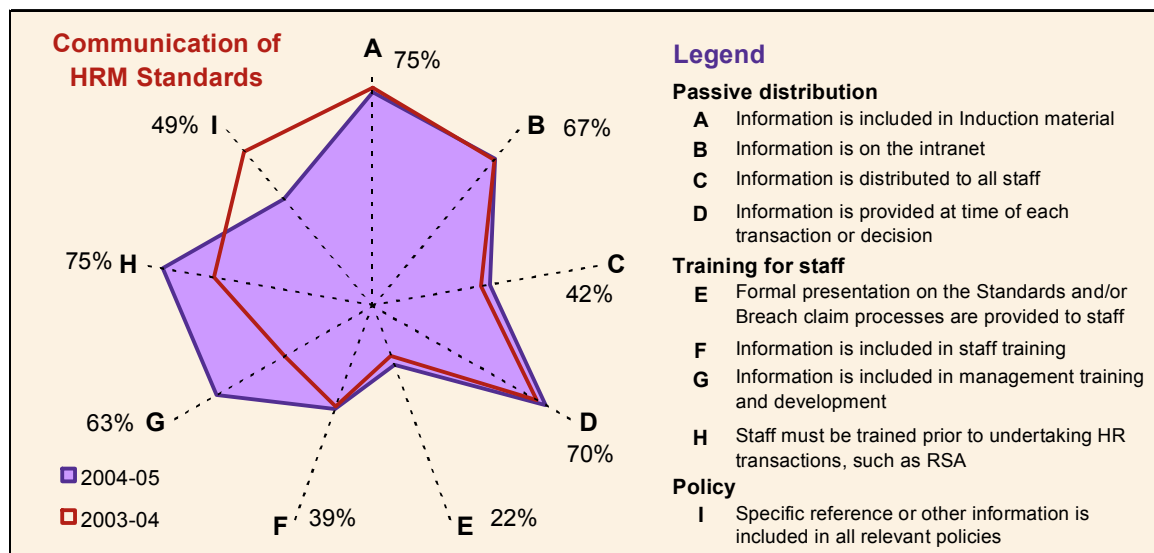 Communication of
HRM Standards
A
75%
B
67%
C
42%
D
70%
E
22%
F
39%
G
63%
H
75%
I
49%
2004-05
2003-04
Legend
Passive distribution
A Information is included in Induction material
B Information is on the intranet
C Information is distributed to all staff
D Information is provided at time of each
transaction or decision
Training for staff
E Formal presentation on the Standards and/or
Breach claim processes are provided to staff
F Information is included in staff training
G Information is included in management training
and development
H Staff must be trained prior to undertaking HR
transactions, such as RSA
Policy
I Specific reference or other information is
included in all relevant policies